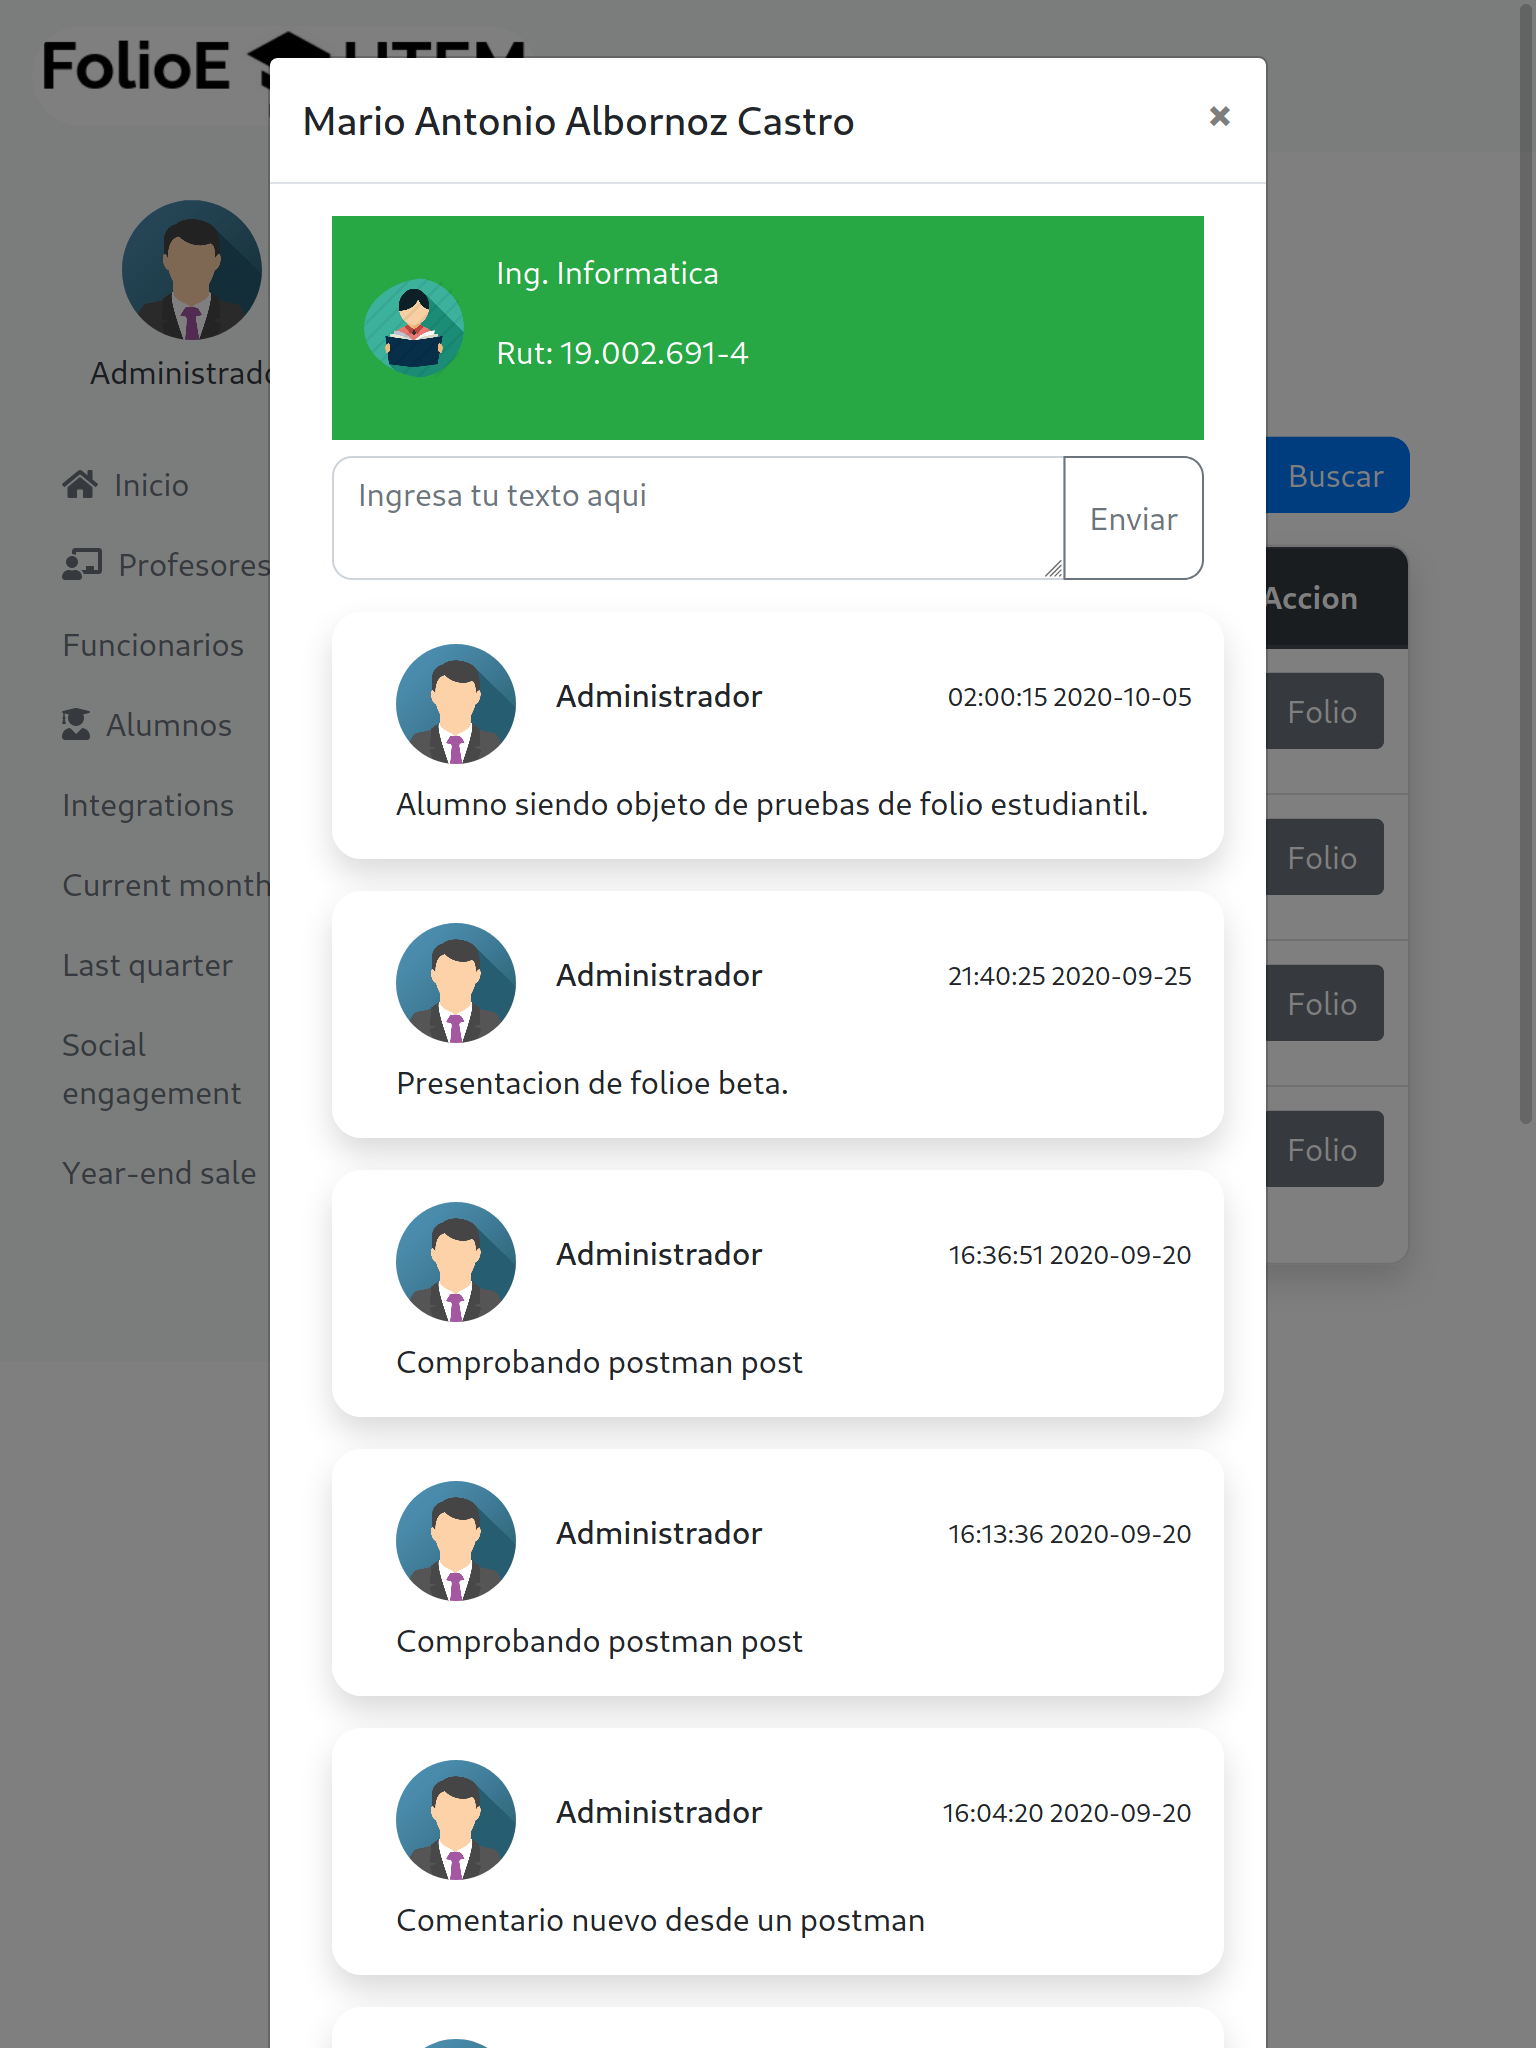 FolioE
Mario Antonio Albornoz Castro
Ing. Informatica
Rut: 19.002.691-4
Inicio
Profesores
Funcionarios
Alumnos
Integrations
Current month
Last quarter
Social
engagement
Year-end sale
Ingresa tu texto aqui
Enviar
Buscar
Accion
Folio
Folio
Folio
Folio
Administrador 02:00:15 2020-10-05
Alumno siendo objeto de pruebas de folio estudiantil.
Administrador 21:40:25 2020-09-25
Presentacion de folioe beta.
Administrador 16:36:51 2020-09-20
Comprobando postman post
Administrador 16:13:36 2020-09-20
Comprobando postman post
Administrador 16:04:20 2020-09-20
Comentario nuevo desde un postman